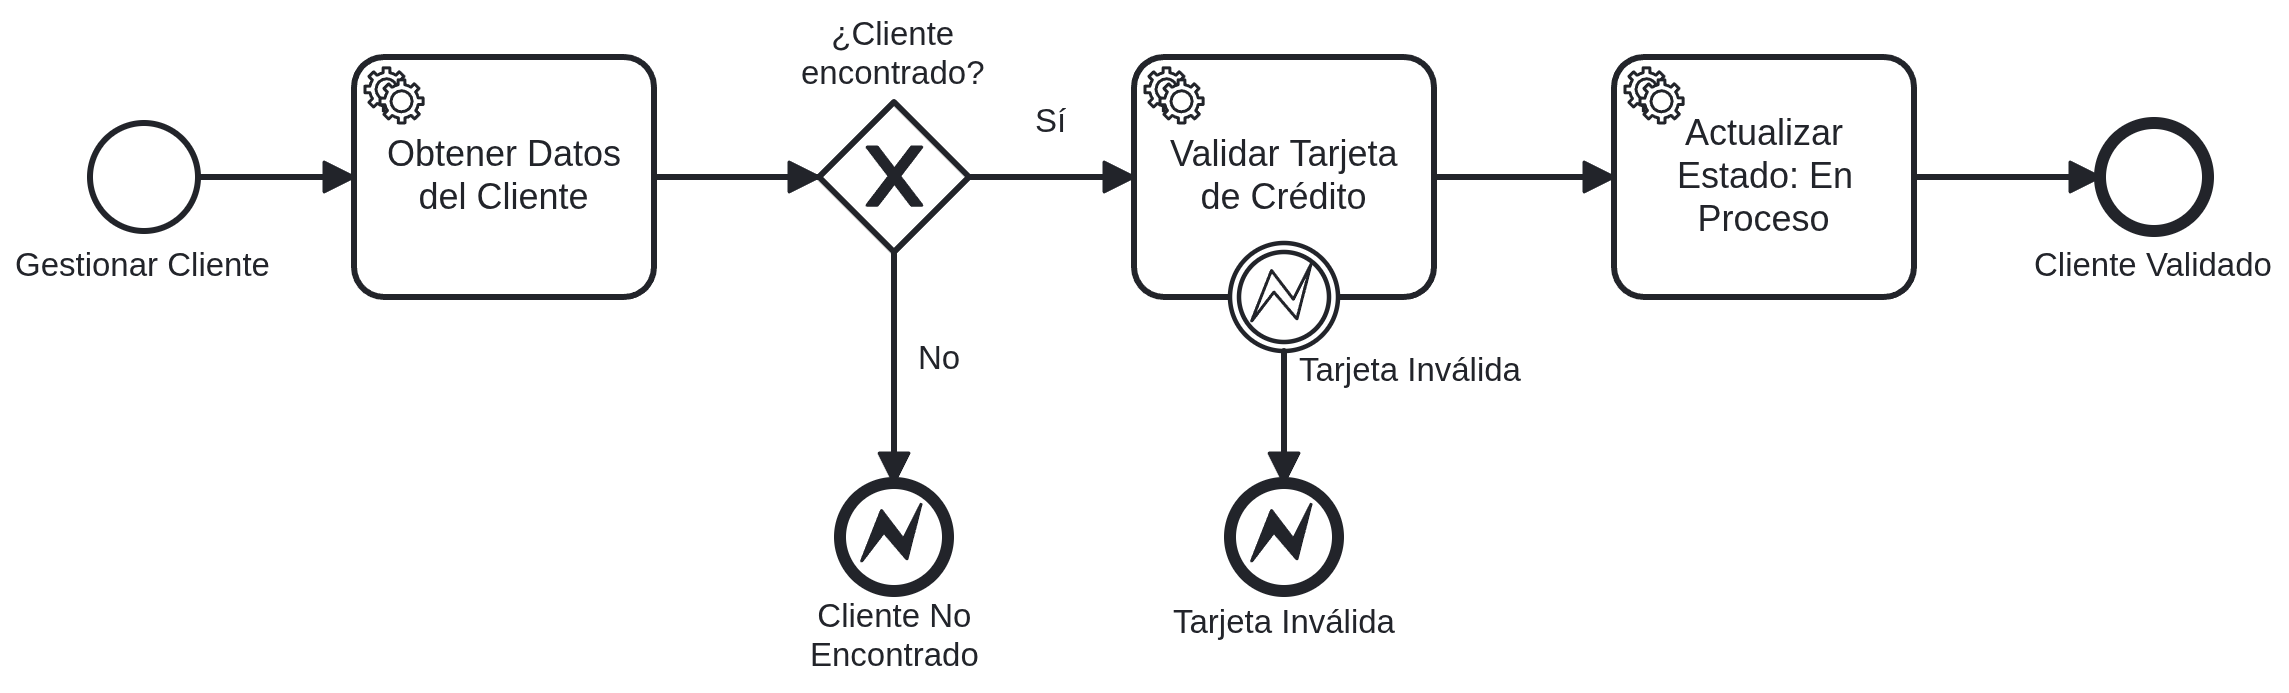 Gestionar Cliente
Obtener Datos
del Cliente
¿Cliente
encontrado?
Sí
No
Cliente No
Encontrado
Validar Tarjeta
de Crédito
Tarjeta Inválida
Tarjeta Inválida
Actualizar
Estado: En
Proceso
Cliente Validado